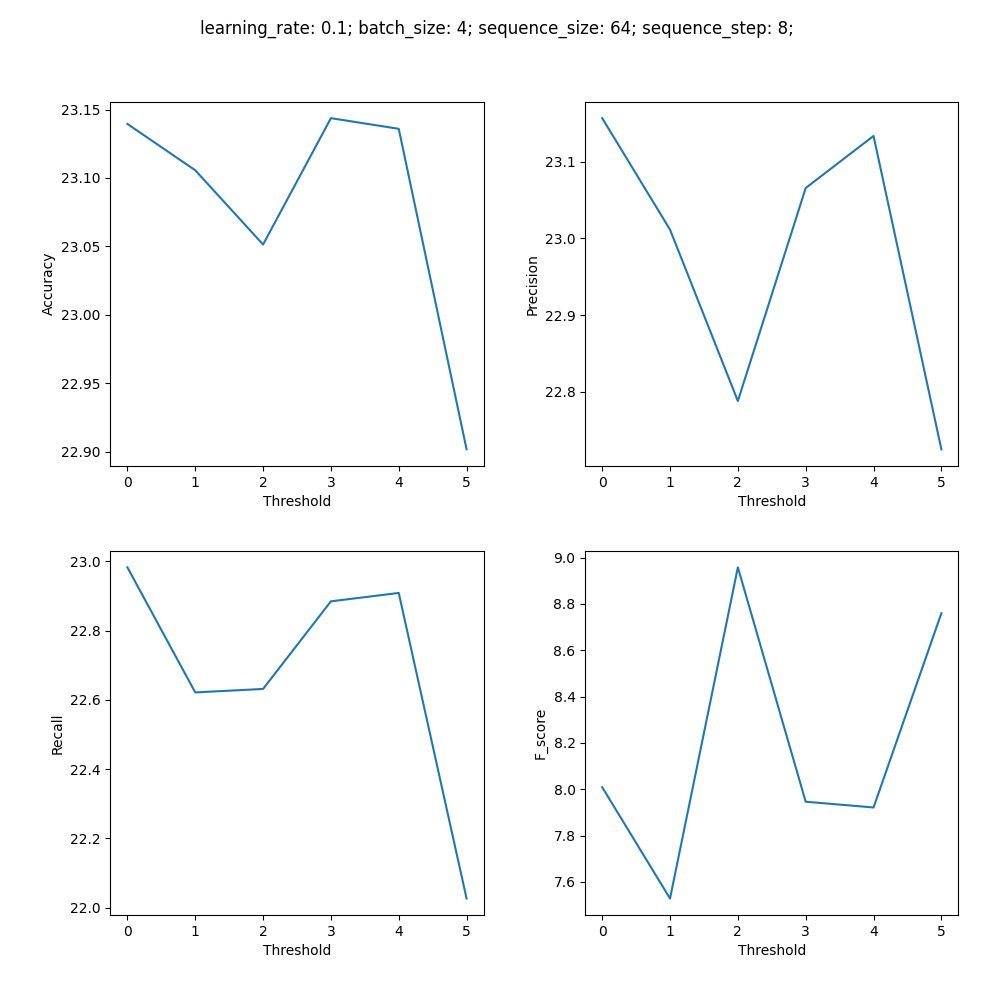 learning_rate: 0.1; batch_size: 4; sequence_size: 64; sequence_step: 8;
23.15
23.10
23.05
23.00
22.95
22.90
Accuracy
0 1 2 3 4 5
Threshold
23.1
23.0
22.9
22.8
Precision
0 1 2 3 4 5
Threshold
23.0
22.8
22.6
22.4
22.2
22.0
Recall
0 1 2 3 4 5
Threshold
9.0
8.8
8.6
8.4
8.2
8.0
7.8
7.6
F_score
0 1 2 3 4 5
Threshold